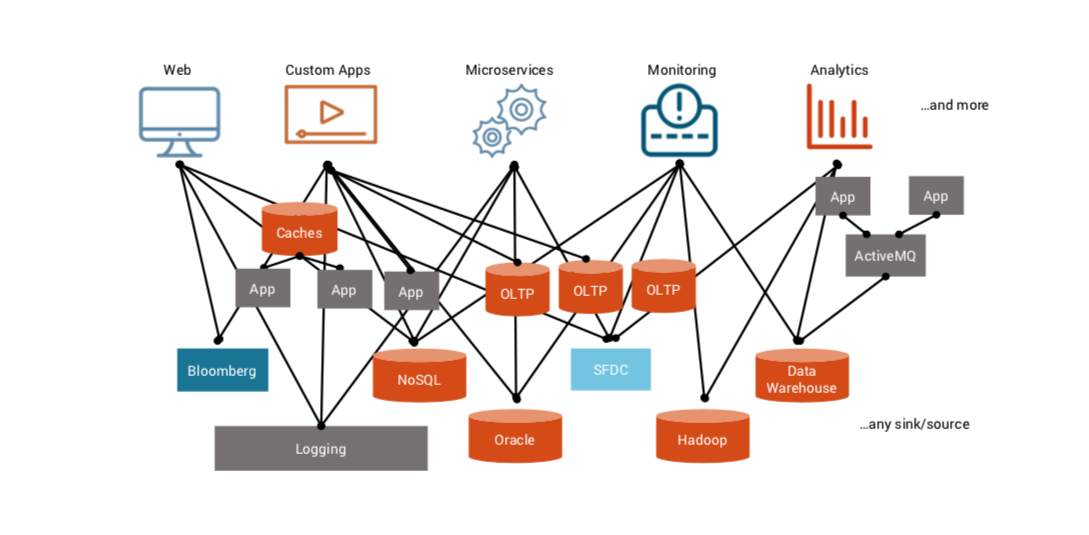 Web
Custom Apps
Microservices
Monitoring
Analytics
...and more
App
App
Caches
ActiveMQ
App
App
App
OLTP
OLTP
OLTP
Bloomberg
NoSQL
SFDC
Data
Warehouse
...any sink/source
Logging
Oracle
Hadoop